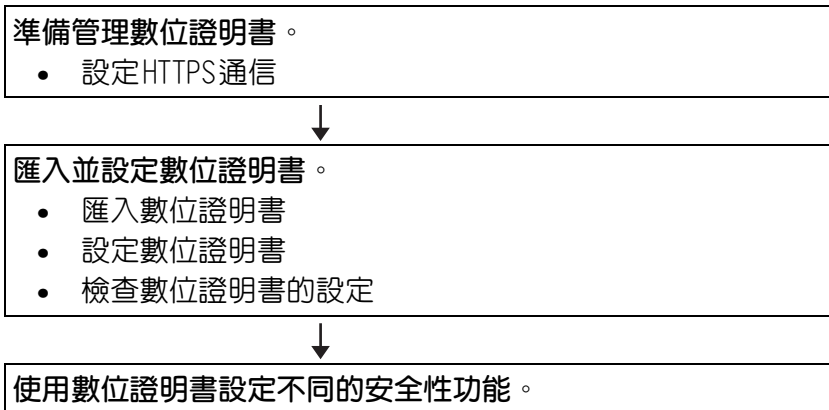 準備管理數位證明書。
• 設定HTTPS通信
匯入並設定數位證明書。
• 匯入數位證明書
• 設定數位證明書
• 檢查數位證明書的設定
使用數位證明書設定不同的安全性功能。